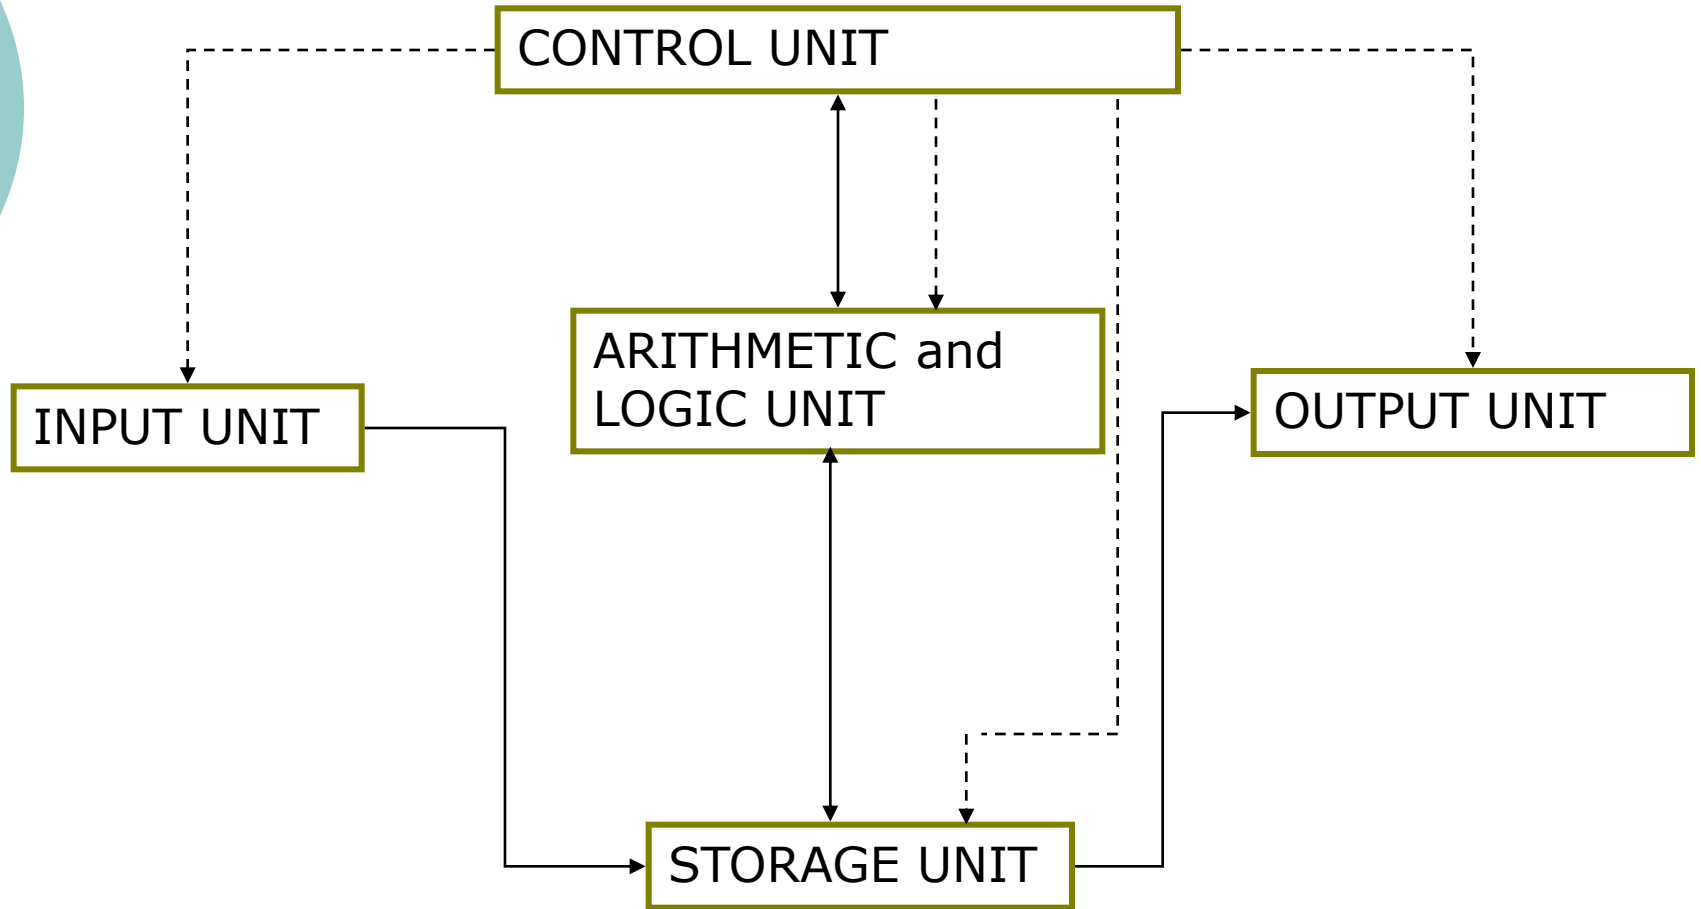 CONTROL UNIT
ARITHMETIC and
LOGIC UNIT
INPUT UNIT
OUTPUT UNIT
STORAGE UNIT